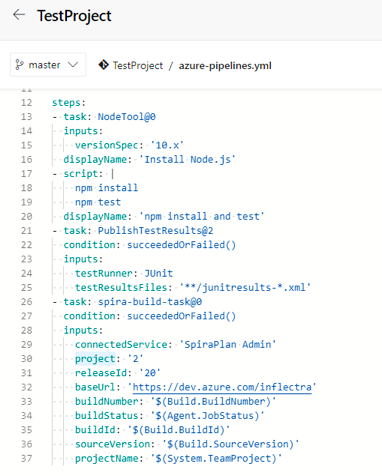 TestProject
master
TestProject / azure-pipelines.yml
11
12 steps:
13 - task: NodeTool@0
14 inputs:
15 versionSpec: '10.x'
16 displayName: 'Install Node.js'
17 - script: |
18 npm install
19 npm test
20 displayName: 'npm install and test'
21 - task: PublishTestResults@2
22 condition: succeededOrFailed()
23 inputs:
24 testRunner: JUnit
25 testResultsFiles: '**/junitresults-*.xml'
26 - task: spira-build-task@0
27 condition: succeededOrFailed()
28 inputs:
29 connectedService: 'SpiraPlan Admin'
30 project: '2'
31 releaseId: '20'
32 baseUrl: 'https://dev.azure.com/inflectra'
33 buildNumber: '$(Build.BuildNumber)'
34 buildStatus: '$(Agent.JobStatus)'
35 buildId: '$(Build.BuildId)'
36 sourceVersion: '$(Build.SourceVersion)'
37 projectName: '$(System.TeamProject)'